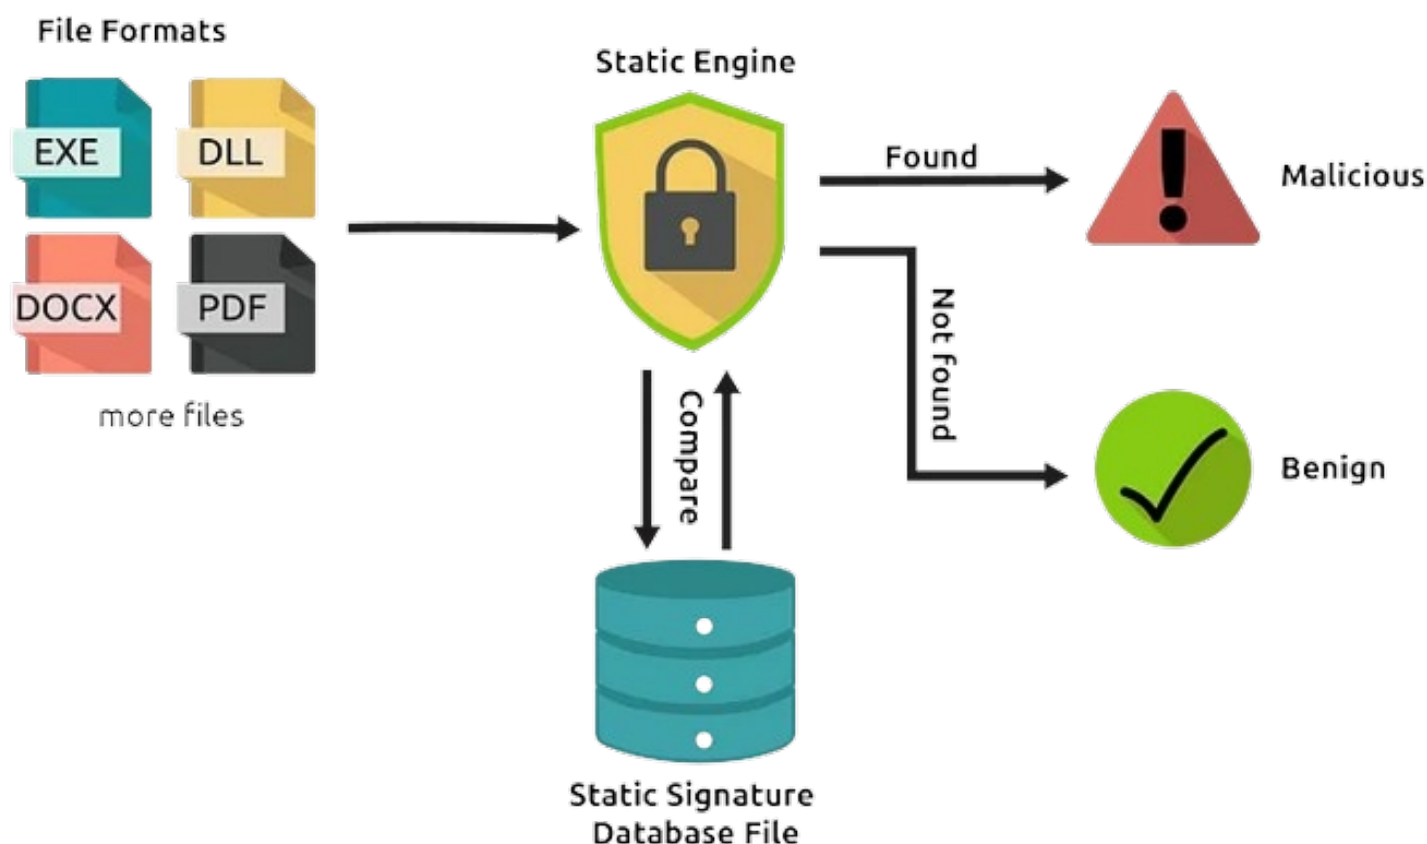 File Formats
EXE
DLL
DOCX
PDF
more files
Static Engine
Compare
Static Signature
Database File
Found
Malicious
Not found
Benign